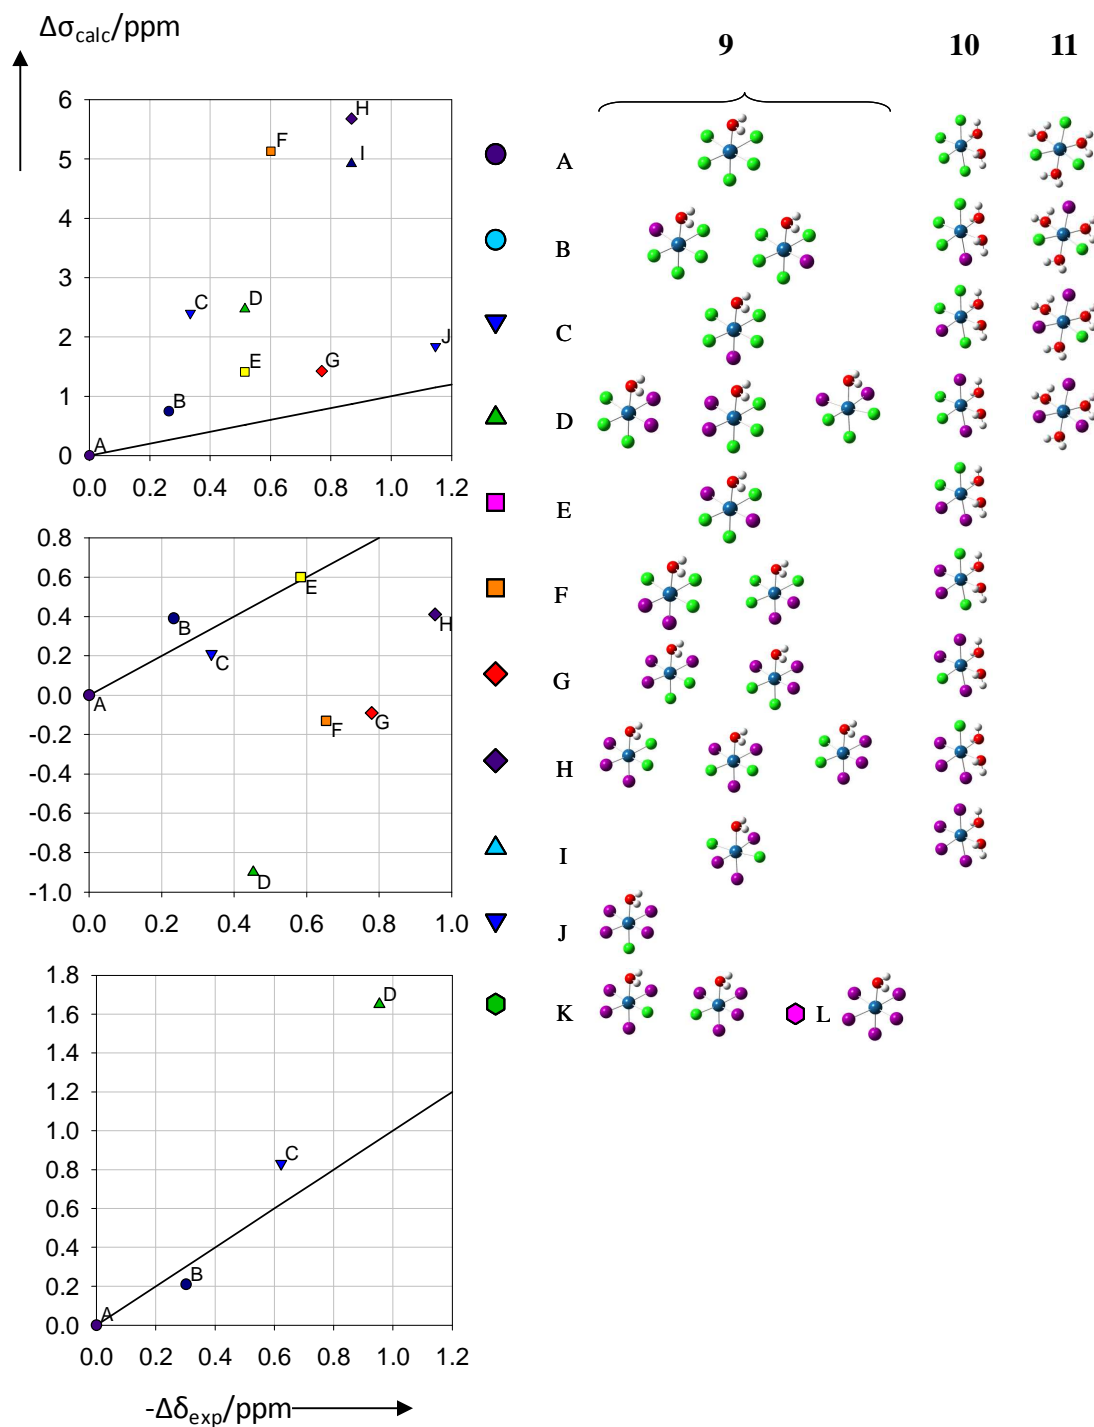 Δσcalc/ppm
9 10 11
6
5
4
3
2
1
0
0.0 0.2 0.4 0.6 0.8 1.0 1.2
A
B
C
D
E
F
G
H
I
J
0.8
0.6
0.4
0.2
0.0
-0.2
-0.4
-0.6
-0.8
-1.0
0.0 0.2 0.4 0.6 0.8 1.0
A
B
C
D
E
F
G
H
1.8
1.6
1.4
1.2
1.0
0.8
0.6
0.4
0.2
0.0
0.0 0.2 0.4 0.6 0.8 1.0 1.2
A
B
C
D
-Δδexp/ppm
A
B
C
D
E
F
G
H
I
J
K L